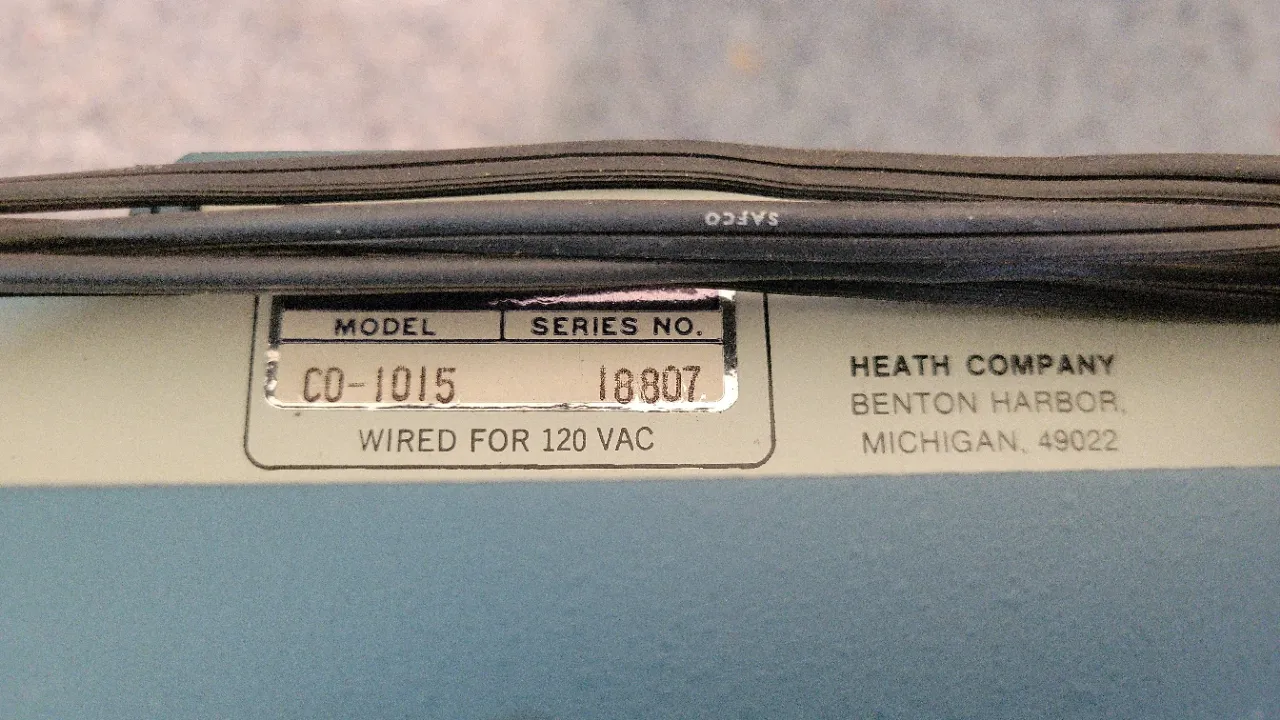 SAFCO
MODEL SERIES NO.
CO-1015 18807
WIRED FOR 120 VAC
HEATH COMPANY
BENTON HARBOR,
MICHIGAN, 49022